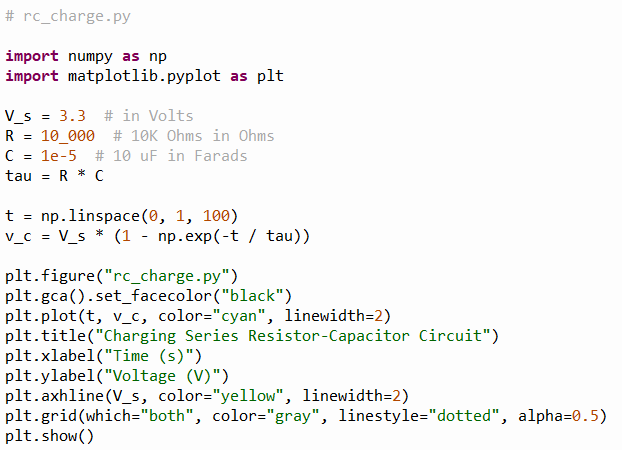 # rc_charge.py
import numpy as np
import matplotlib.pyplot as plt
V_s = 3.3  # in Volts
R = 10_000  # 10K Ohms in Ohms
C = 1e-5  # 10 uF in Farads
tau = R * C
t = np.linspace(0, 1, 100)
v_c = V_s * (1 - np.exp(-t / tau))
plt.figure("rc_charge.py")
plt.gca().set_facecolor("black")
plt.plot(t, v_c, color="cyan", linewidth=2)
plt.title("Charging Series Resistor-Capacitor Circuit")
plt.xlabel("Time (s)")
plt.ylabel("Voltage (V)")
plt.axhline(V_s, color="yellow", linewidth=2)
plt.grid(which="both", color="gray", linestyle="dotted", alpha=0.5)
plt.show()